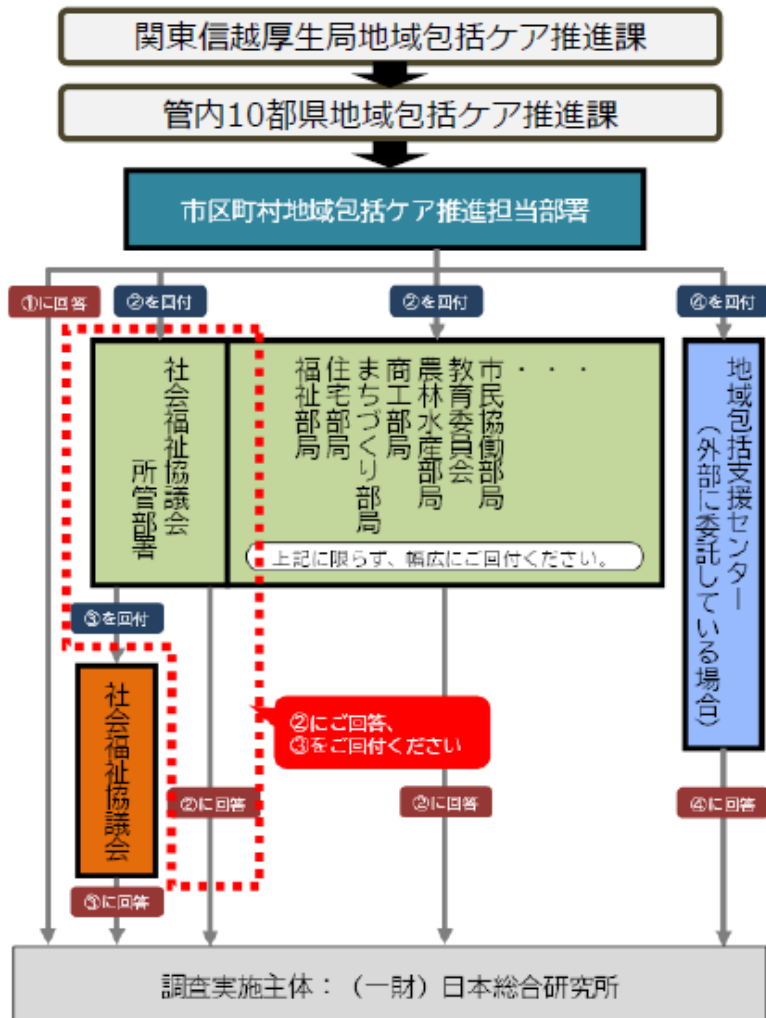 関東信越厚生局地域包括ケア推進課
管内10都県地域包括ケア推進課
市区町村地域包括ケア推進担当部署
①に回答
②を回付
②を回付
④を回付
社会福祉協議会
所管部署
福祉部局
住宅部局
まちづくり部局
商工部局
農林水産部局
教育委員会
市民協働部局
・・・
上記に限らず、幅広にご回付ください。
地域包括支援センター
（外部に委託している場合）
③を回付
社会福祉協議会
②にご回答、
③をご回付ください
②に回答
②に回答
④に回答
③に回答
調査実施主体：（一財）日本総合研究所